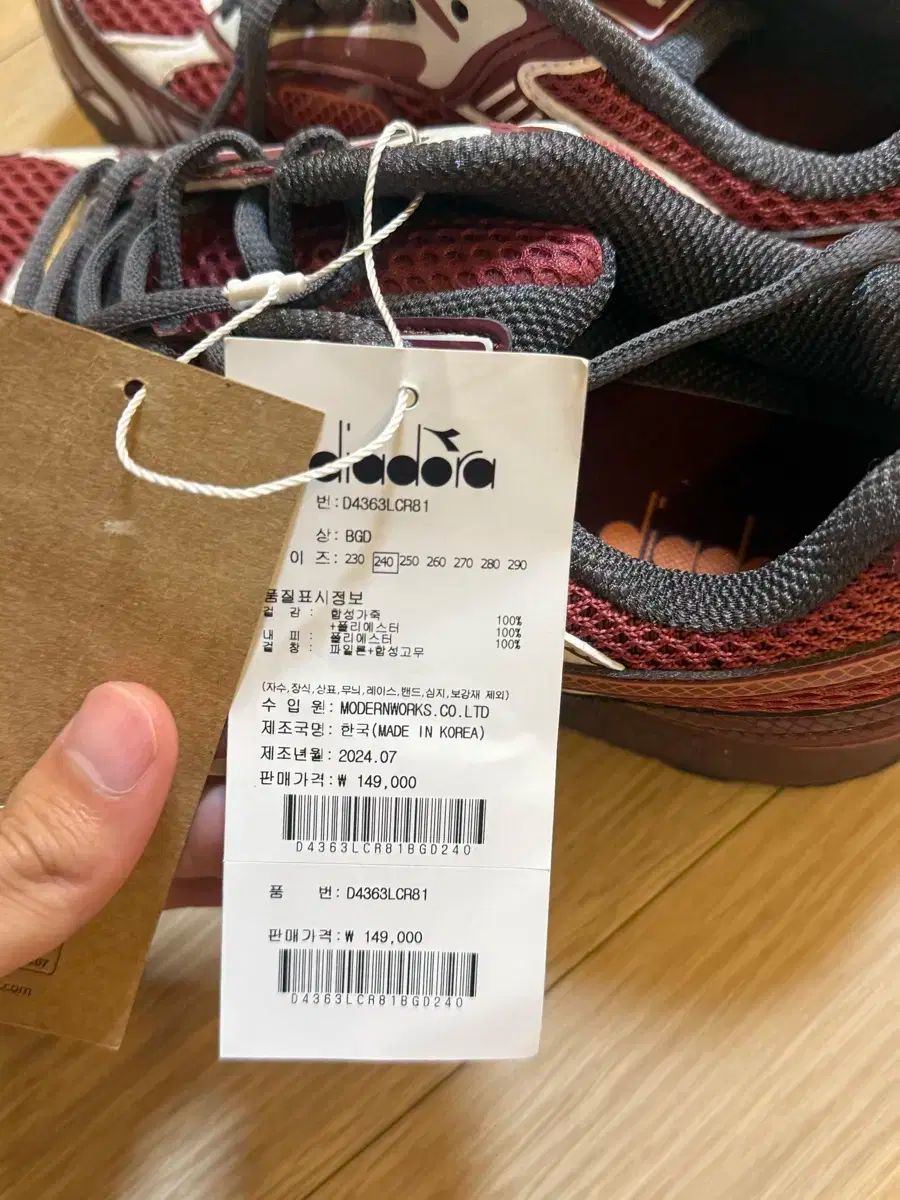 diadora
번: D4363LCR81
상: BGD
이 즈: 230 240 250 260 270 280 290
품질표시정보
겉 감 : 합성가죽 100%
+폴리에스터 100%
내 피 : 폴리에스터 100%
겉 창 : 파일론+합성고무
(자수,장식,상표,무늬,레이스,밴드,심지,보강재 제외)
수 입 원: MODERNWORKS.CO.LTD
제조국명: 한국(MADE IN KOREA)
제조년월: 2024.07
판매가격:₩ 149,000
D4363LCR81BGD240
품 번: D4363LCR81
판매가격:₩ 149,000
D4363LCR81BGD240
diado
.07
.com